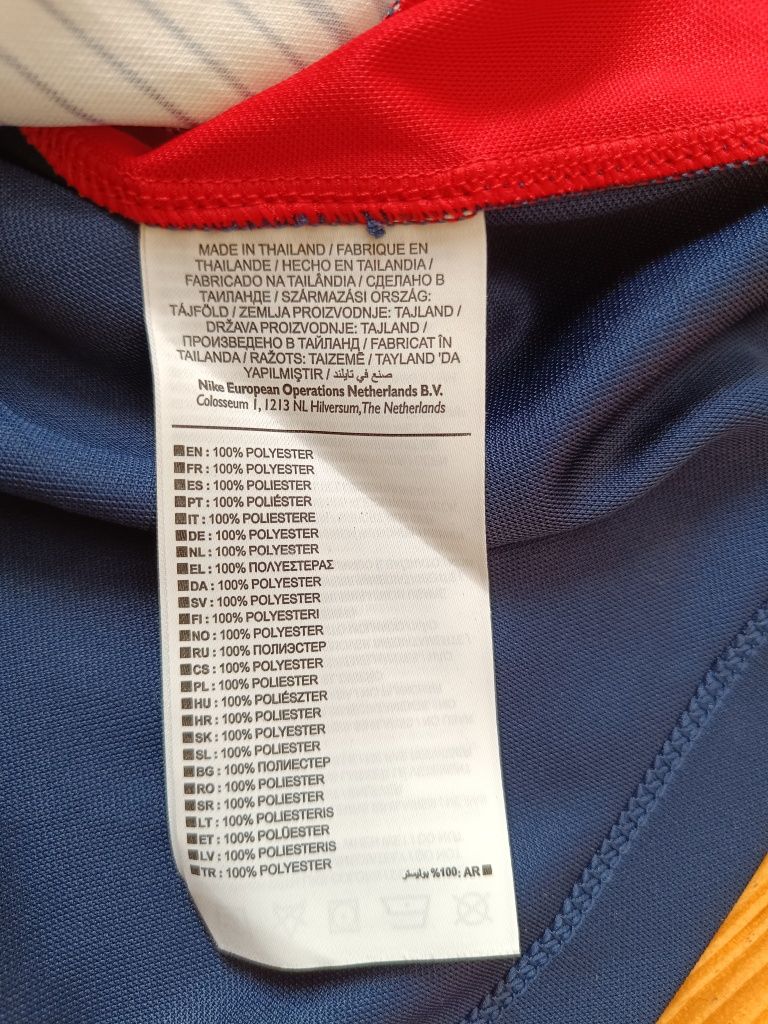 MADE IN THAILAND / FABRIQUE EN
THAILANDE / HECHO EN TAILANDIA /
FABRICADO NA TAILÂNDIA / СДЕЛАНО В
ТАИЛАНДЕ / SZÁRMAZÁSI ORSZÁG:
TÁJFÖLD / ZEMLJA PROIZVODNJE: TAJLAND /
DRŽAVA PROIZVODNJE: TAJLAND /
ПРОИЗВЕДЕНО В ТАЙЛАНД / FABRICAT ÎN
TAILANDA / RAŽOTS: TAIZEMĒ / TAYLAND 'DA
YAPILMIŞTIR / صنع في تايلند
Nike European Operations Netherlands B.V.
Colosseum 1, 1213 NL Hilversum, The Netherlands
EN : 100% POLYESTER
FR : 100% POLYESTER
ES : 100% POLIESTER
PT : 100% POLIÉSTER
IT : 100% POLIESTERE
DE : 100% POLYESTER
NL : 100% POLYESTER
EL : 100% ΠΟΛΥΕΣΤΕΡΑΣ
DA : 100% POLYESTER
SV : 100% POLYESTER
FI : 100% POLYESTERI
NO : 100% POLYESTER
RU : 100% ПОЛИЭСТЕР
CS : 100% POLYESTER
PL : 100% POLIESTER
HU : 100% POLIÉSZTER
HR : 100% POLIESTER
SK : 100% POLYESTER
SL : 100% POLIESTER
BG : 100% ПОЛИЕСТЕР
RO : 100% POLIESTER
SR : 100% POLIESTER
LT : 100% POLIESTERIS
ET : 100% POLÜESTER
LV : 100% POLIESTERIS
TR : 100% POLYESTER
AR :100% بوليستر